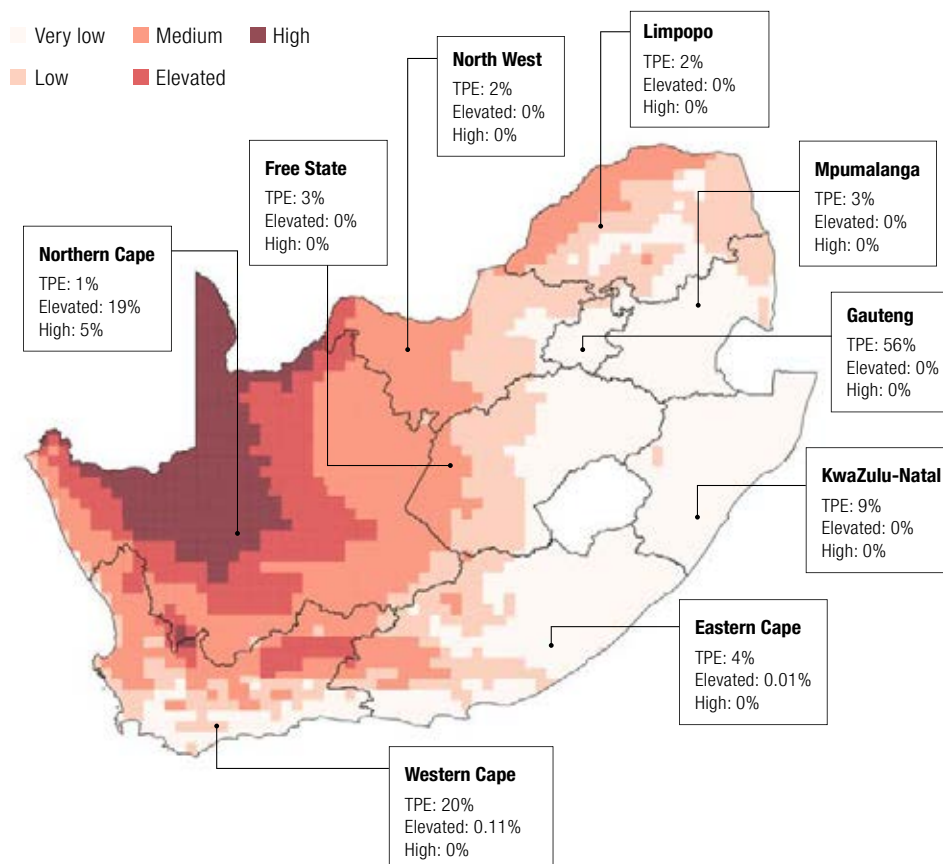 Very low
Medium
High
Low
Elevated
Limpopo
TPE: 2%
Elevated: 0%
High: 0%
North West
TPE: 2%
Elevated: 0%
High: 0%
Free State
TPE: 3%
Elevated: 0%
High: 0%
Mpumalanga
TPE: 3%
Elevated: 0%
High: 0%
Northern Cape
TPE: 1%
Elevated: 19%
High: 5%
Gauteng
TPE: 56%
Elevated: 0%
High: 0%
KwaZulu-Natal
TPE: 9%
Elevated: 0%
High: 0%
Eastern Cape
TPE: 4%
Elevated: 0.01%
High: 0%
Western Cape
TPE: 20%
Elevated: 0.11%
High: 0%